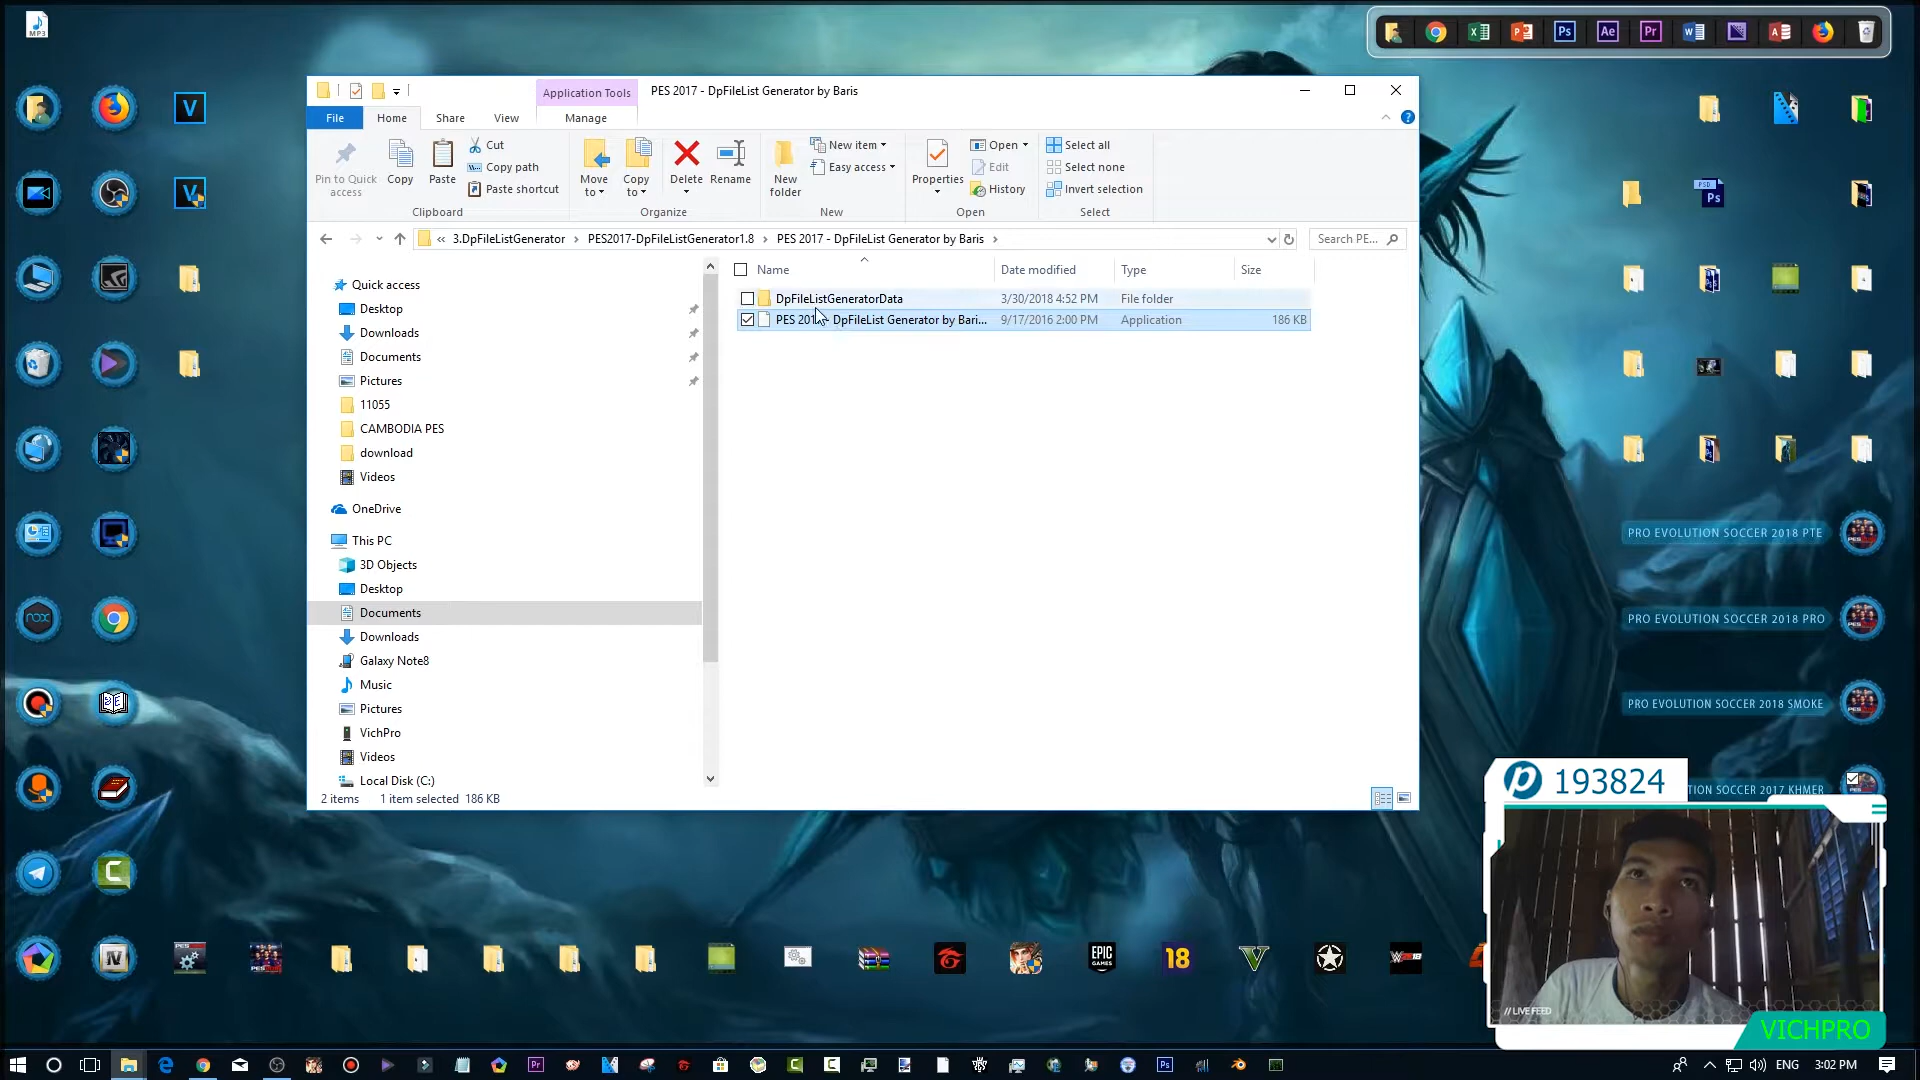 MP3
Application Tools
PES 2017 - DpFileList Generator by Baris
File
Home
Share
View
Manage
Pin to Quick access
Copy
Paste
Cut
Copy path
Paste shortcut
Clipboard
Move to
Copy to
Delete
Rename
Organize
New folder
New item
Easy access
New
Properties
Open
Edit
History
Open
Select all
Select none
Invert selection
Select
« 3.DpFileListGenerator > PES2017-DpFileListGenerator1.8 > PES 2017 - DpFileList Generator by Baris >
Search PE...
Name
Date modified
Type
Size
DpFileListGeneratorData
3/30/2018 4:52 PM
File folder
DpFileList Generator by Bari...
9/17/2016 2:00 PM
Application
186 KB
Quick access
Desktop
Downloads
Documents
Pictures
11055
CAMBODIA PES
download
Videos
OneDrive
This PC
3D Objects
Desktop
Documents
Downloads
Galaxy Note8
Music
Pictures
VichPro
Videos
Local Disk (C:)
2 items
1 item selected 186 KB
PRO EVOLUTION SOCCER 2018 PTE
PRO EVOLUTION SOCCER 2018 PRO
PRO EVOLUTION SOCCER 2018 SMOKE
TION SOCCER 2017 KHMER
193824
// LIVE FEED
VICHPRO
nox
EPIC GAMES
18
ENG
3:02 PM